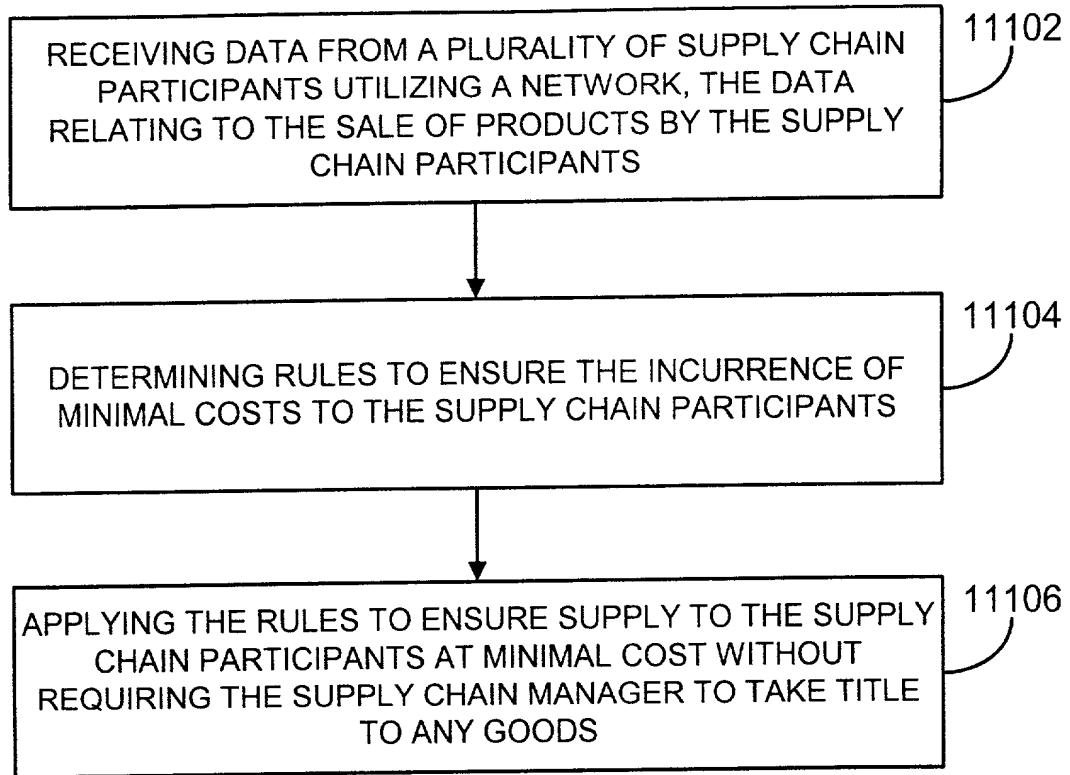 RECEIVING DATA FROM A PLURALITY OF SUPPLY CHAIN
PARTICIPANTS UTILIZING A NETWORK, THE DATA
RELATING TO THE SALE OF PRODUCTS BY THE SUPPLY
CHAIN PARTICIPANTS
11102
DETERMINING RULES TO ENSURE THE INCURRENCE OF
MINIMAL COSTS TO THE SUPPLY CHAIN PARTICIPANTS
11104
APPLYING THE RULES TO ENSURE SUPPLY TO THE SUPPLY
CHAIN PARTICIPANTS AT MINIMAL COST WITHOUT
REQUIRING THE SUPPLY CHAIN MANAGER TO TAKE TITLE
TO ANY GOODS
11106